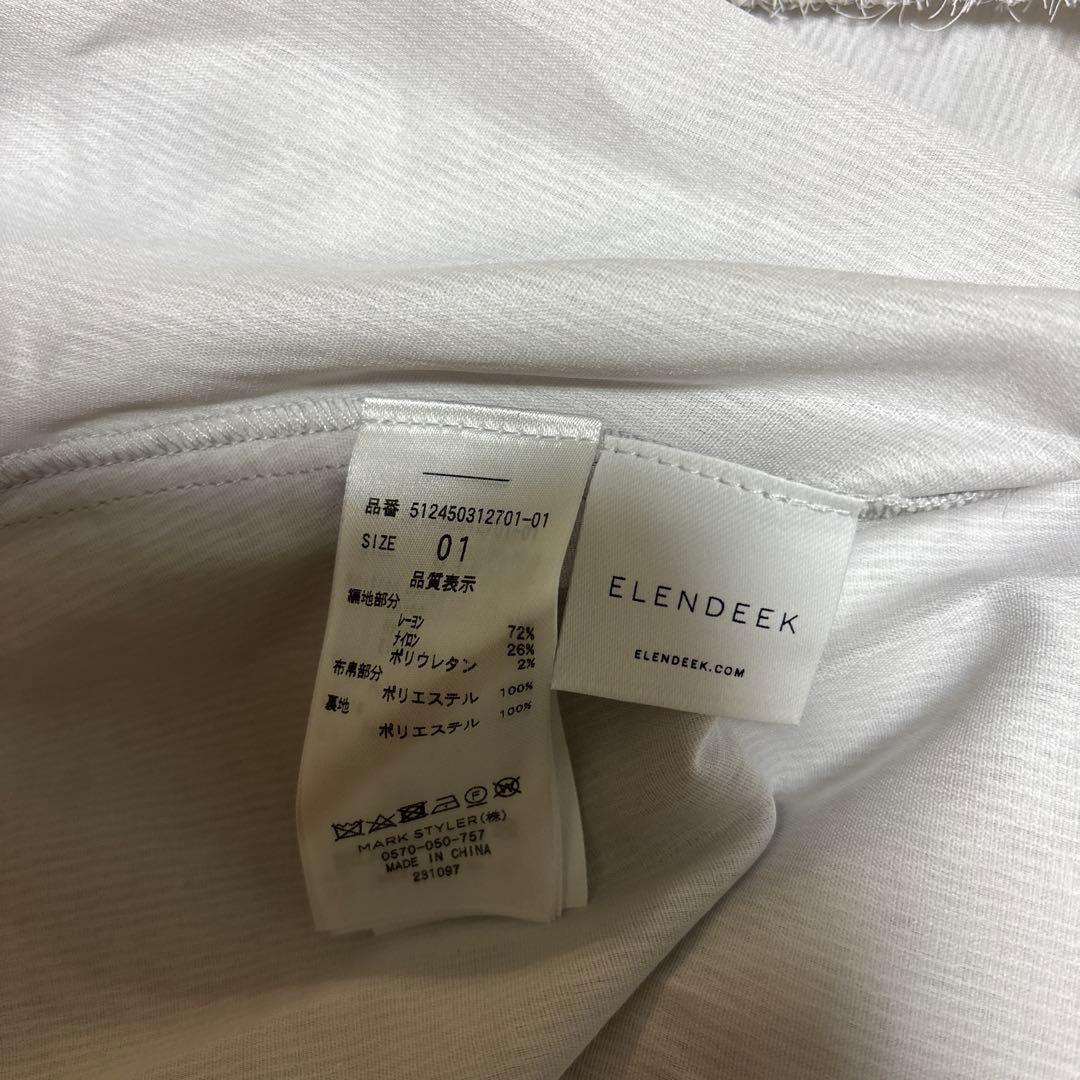 品番 512450312701-01
SIZE 01
品質表示
編地部分
レーヨン 72%
ナイロン 26%
ポリウレタン 2%
布帛部分
ポリエステル 100%
裏地
ポリエステル 100%
MARK STYLER(株)
0570-050-757
MADE IN CHINA
231097
ELENDEEK
ELENDEEK.COM